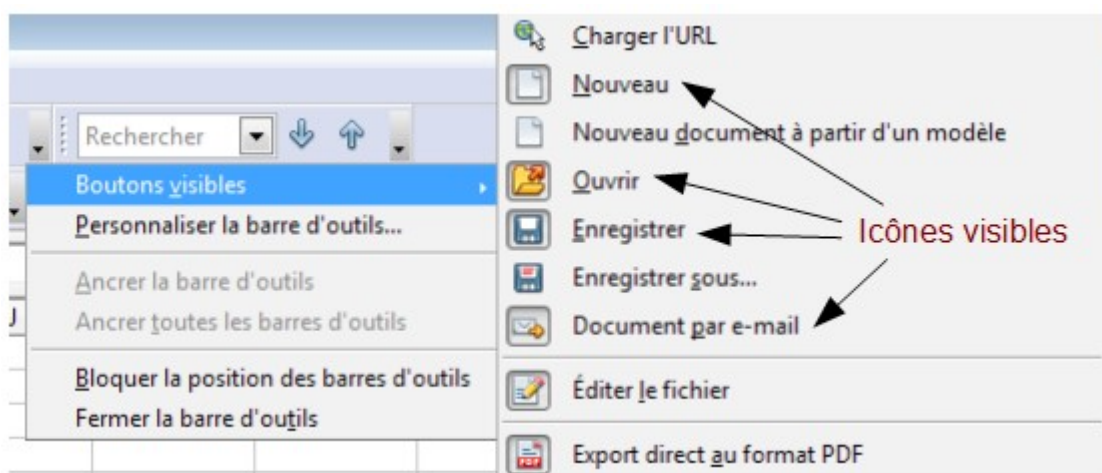 Rechercher
Boutons visibles
Personnaliser la barre d'outils...
Ancrer la barre d'outils
Ancrer toutes les barres d'outils
Bloquer la position des barres d'outils
Fermer la barre d'outils
Charger l'URL
Nouveau
Nouveau document à partir d'un modèle
Ouvrir
Enregistrer
Enregistrer sous...
Document par e-mail
Éditer le fichier
Export direct au format PDF
Icônes visibles